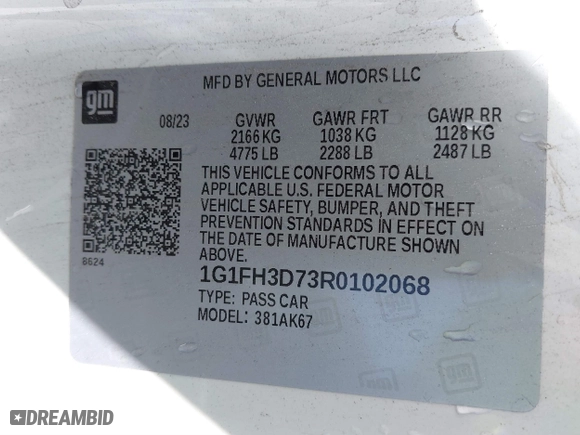 MFD BY GENERAL MOTORS LLC
gm
08/23 GVWR GAWR FRT GAWR RR
2166 KG 1038 KG 1128 KG
4775 LB 2288 LB 2487 LB
THIS VEHICLE CONFORMS TO ALL
APPLICABLE U.S. FEDERAL MOTOR
VEHICLE SAFETY, BUMPER, AND THEFT
PREVENTION STANDARDS IN EFFECT ON
THE DATE OF MANUFACTURE SHOWN
ABOVE.
8624
1G1FH3D73R0102068
TYPE: PASS CAR
MODEL: 381AK67
DREAMBID